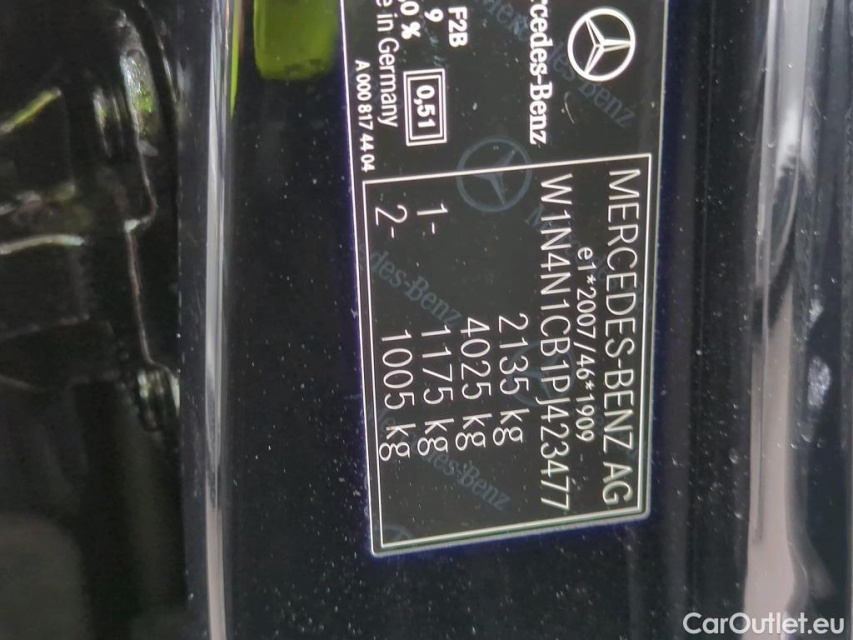 rcedes-Benz
F2B
9
,0 %
e in Germany
0,51
A 000 817 44 04
MERCEDES-BENZ AG
e1*2007/46*1909
W1N4N1CB1PJ423477
2135 kg
4025 kg
1- 1175 kg
2- 1005 kg
CarOutlet.eu